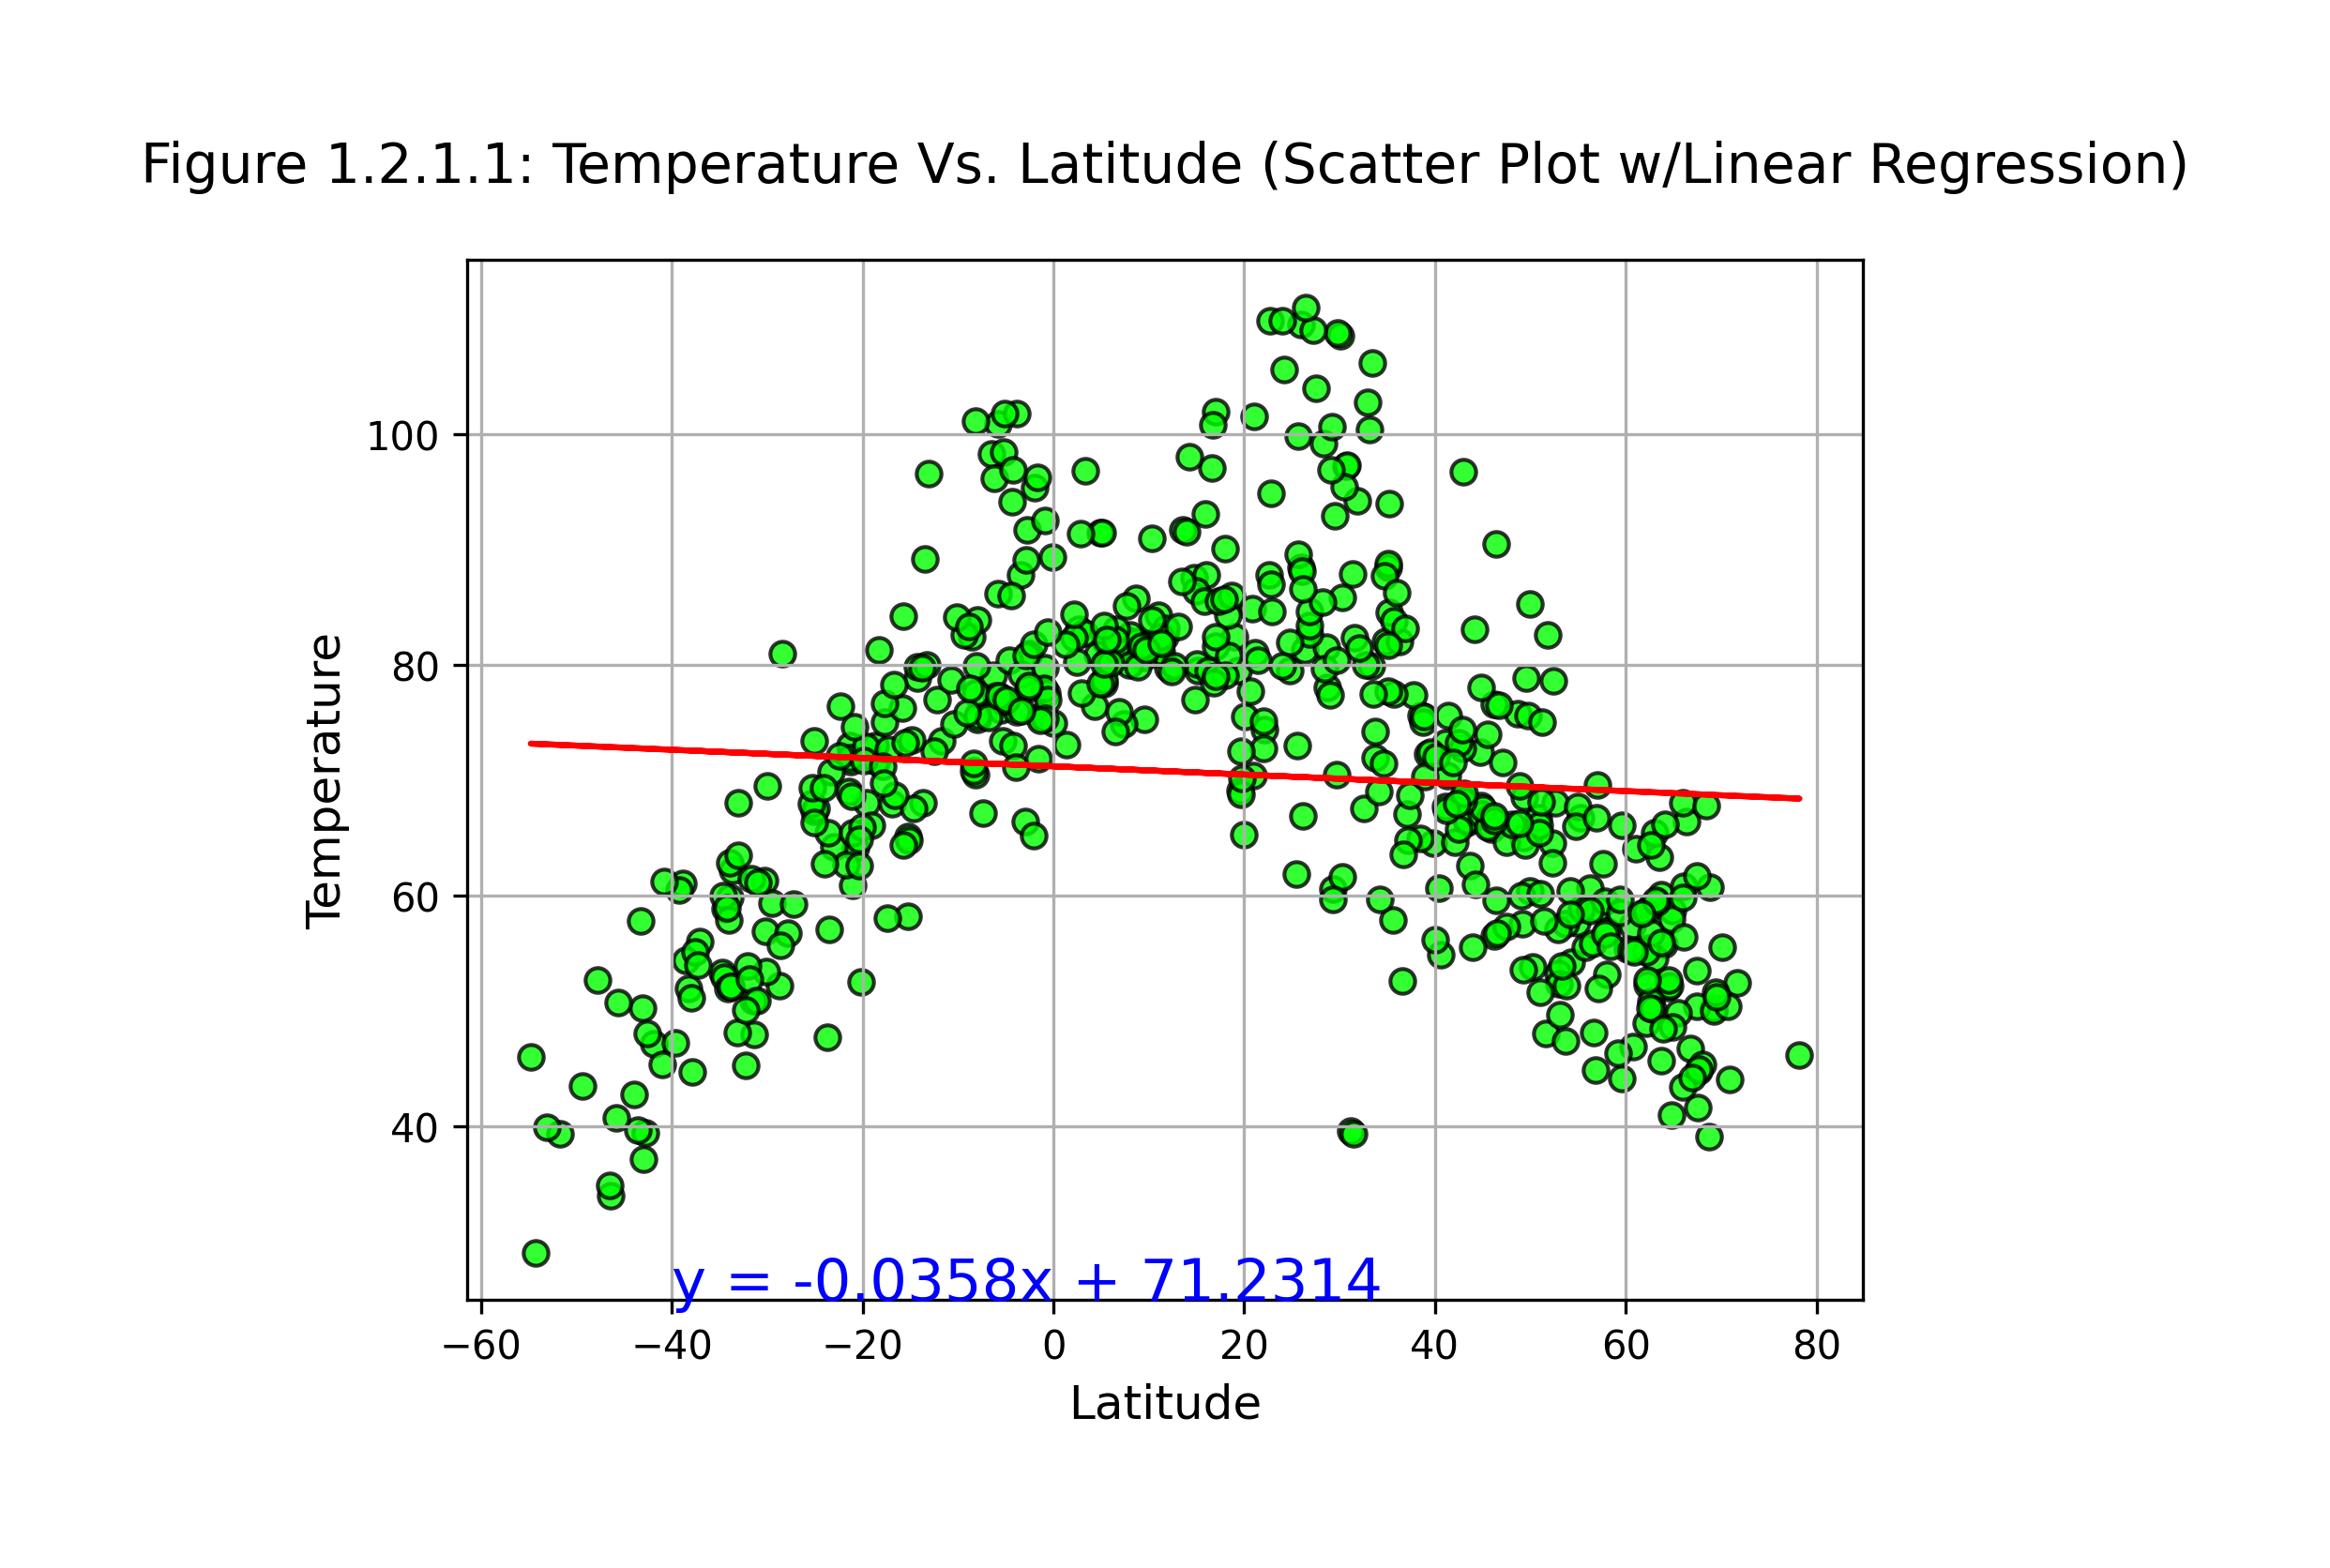 Figure 1.2.1.1: Temperature Vs. Latitude (Scatter Plot w/Linear Regression)
Temperature
100
80
60
40
y = -0.0358x + 71.2314
−60 −40 −20 0 20 40 60 80
Latitude